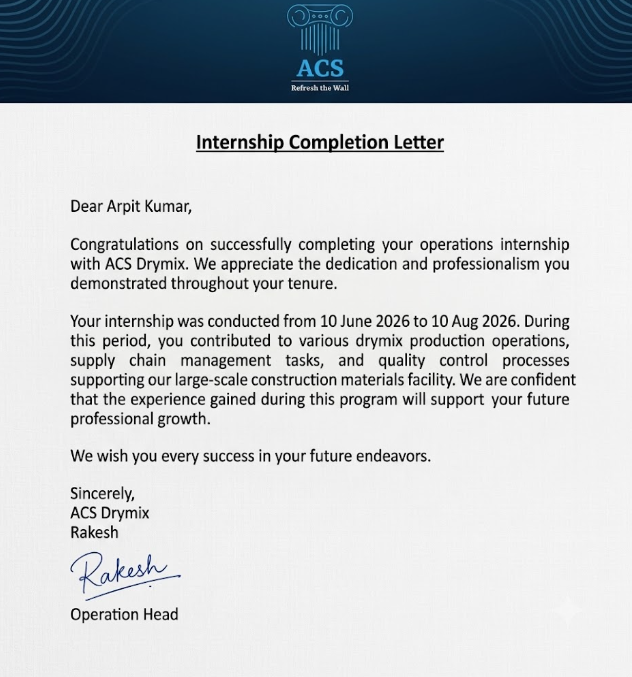 ACS
Refresh the Wall
Internship Completion Letter
Dear Arpit Kumar,
Congratulations on successfully completing your operations internship
with ACS Drymix. We appreciate the dedication and professionalism you
demonstrated throughout your tenure.
Your internship was conducted from 10 June 2026 to 10 Aug 2026. During
this period, you contributed to various drymix production operations,
supply chain management tasks, and quality control processes
supporting our large-scale construction materials facility. We are confident
that the experience gained during this program will support your future
professional growth.
We wish you every success in your future endeavors.
Sincerely,
ACS Drymix
Rakesh
Rakesh
Operation Head